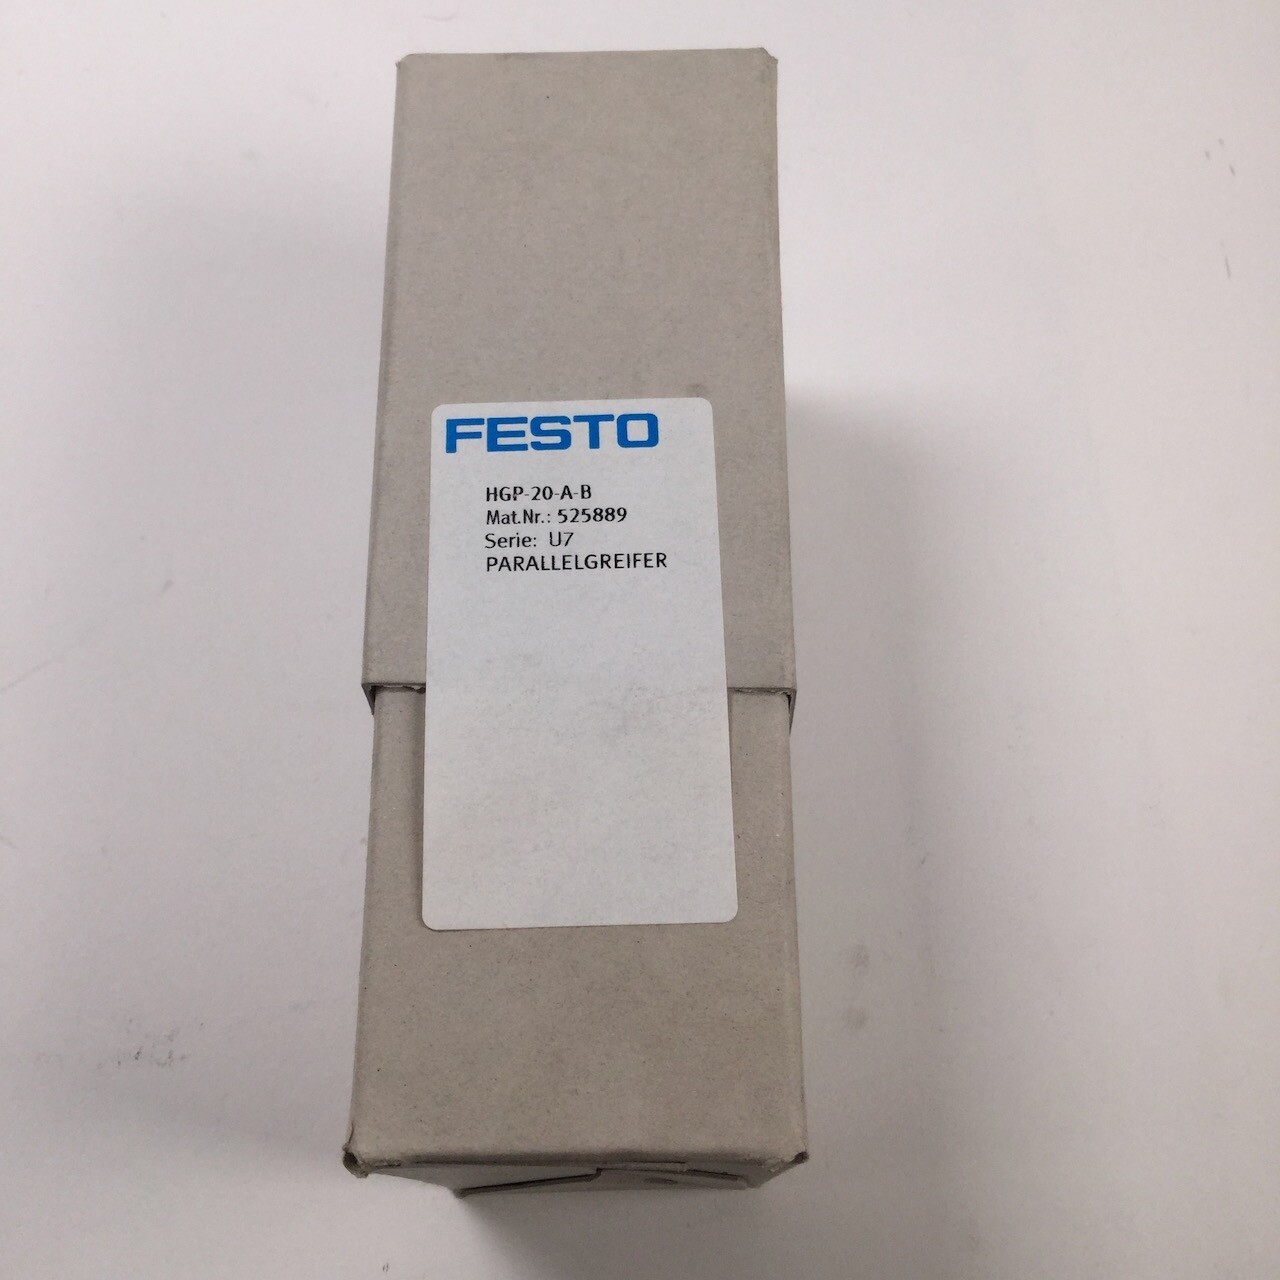 FESTO
HGP-20-A-B
Mat.Nr.: 525889
Serie: U7
PARALLELGREIFER